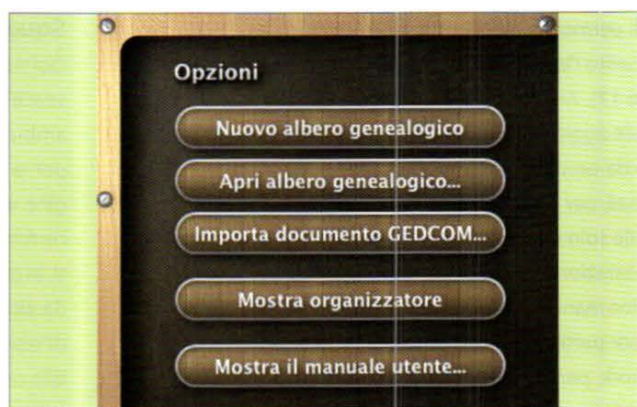 Opzioni
Nuovo albero genealogico
Apri albero genealogico...
Importa documento GEDCOM...
Mostra organizzatore
Mostra il manuale utente...